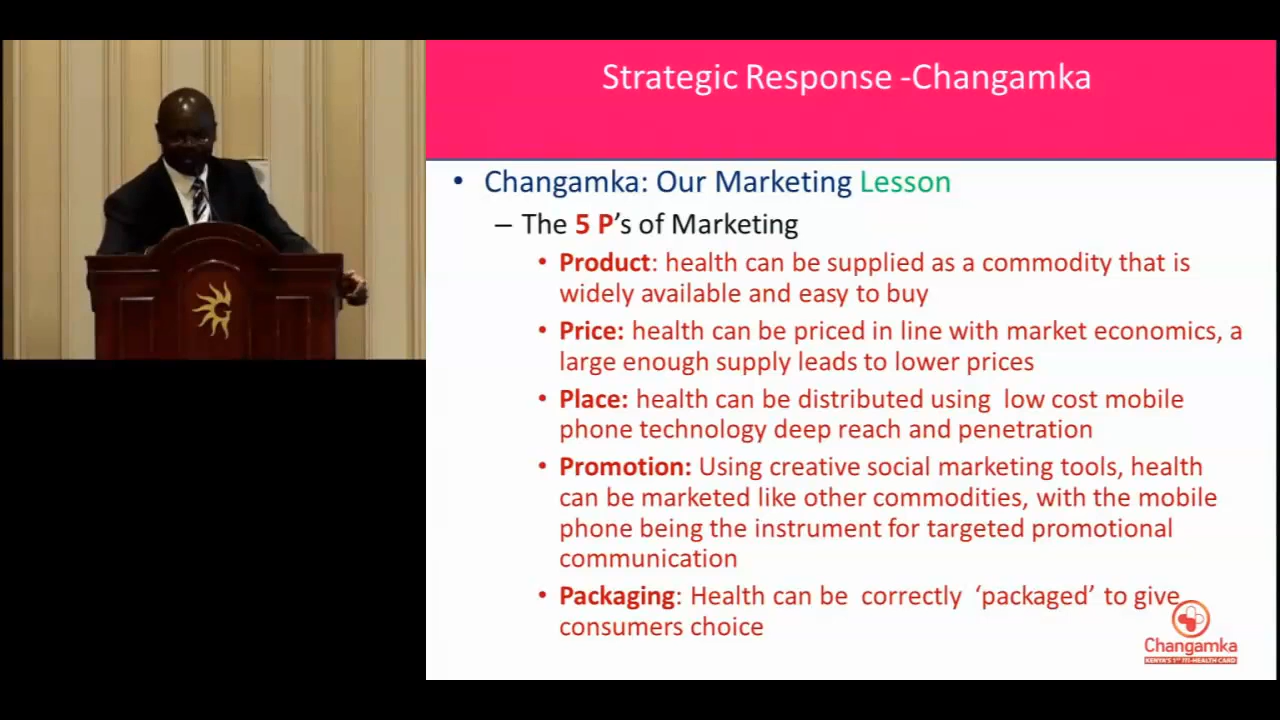 Strategic Response -Changamka
• Changamka: Our Marketing Lesson
– The 5 P’s of Marketing
• Product: health can be supplied as a commodity that is
widely available and easy to buy
• Price: health can be priced in line with market economics, a
large enough supply leads to lower prices
• Place: health can be distributed using low cost mobile
phone technology deep reach and penetration
• Promotion: Using creative social marketing tools, health
can be marketed like other commodities, with the mobile
phone being the instrument for targeted promotional
communication
• Packaging: Health can be correctly ‘packaged’ to give
consumers choice
Changamka
KENYA'S 1ST M-HEALTH CARD